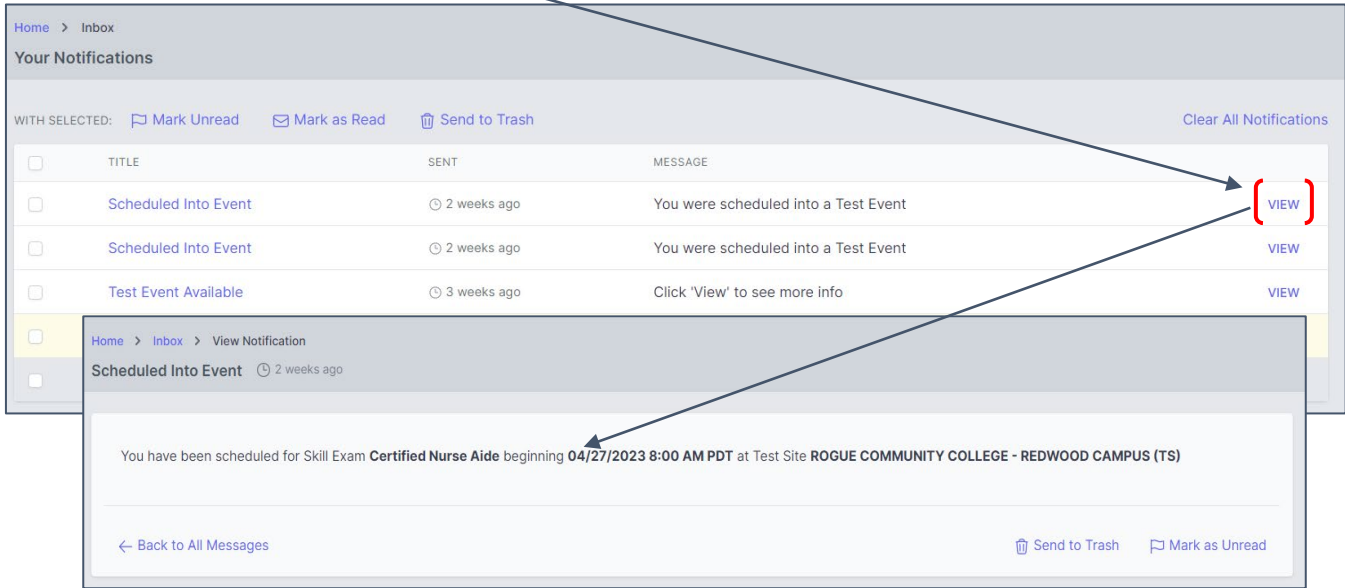 Home > Inbox
Your Notifications
WITH SELECTED: Mark Unread Mark as Read Send to Trash Clear All Notifications
TITLE SENT MESSAGE
Scheduled Into Event 2 weeks ago You were scheduled into a Test Event VIEW
Scheduled Into Event 2 weeks ago You were scheduled into a Test Event VIEW
Test Event Available 3 weeks ago Click 'View' to see more info VIEW
Home > Inbox > View Notification
Scheduled Into Event 2 weeks ago
You have been scheduled for Skill Exam Certified Nurse Aide beginning 04/27/2023 8:00 AM PDT at Test Site ROGUE COMMUNITY COLLEGE - REDWOOD CAMPUS (TS)
← Back to All Messages Send to Trash Mark as Unread